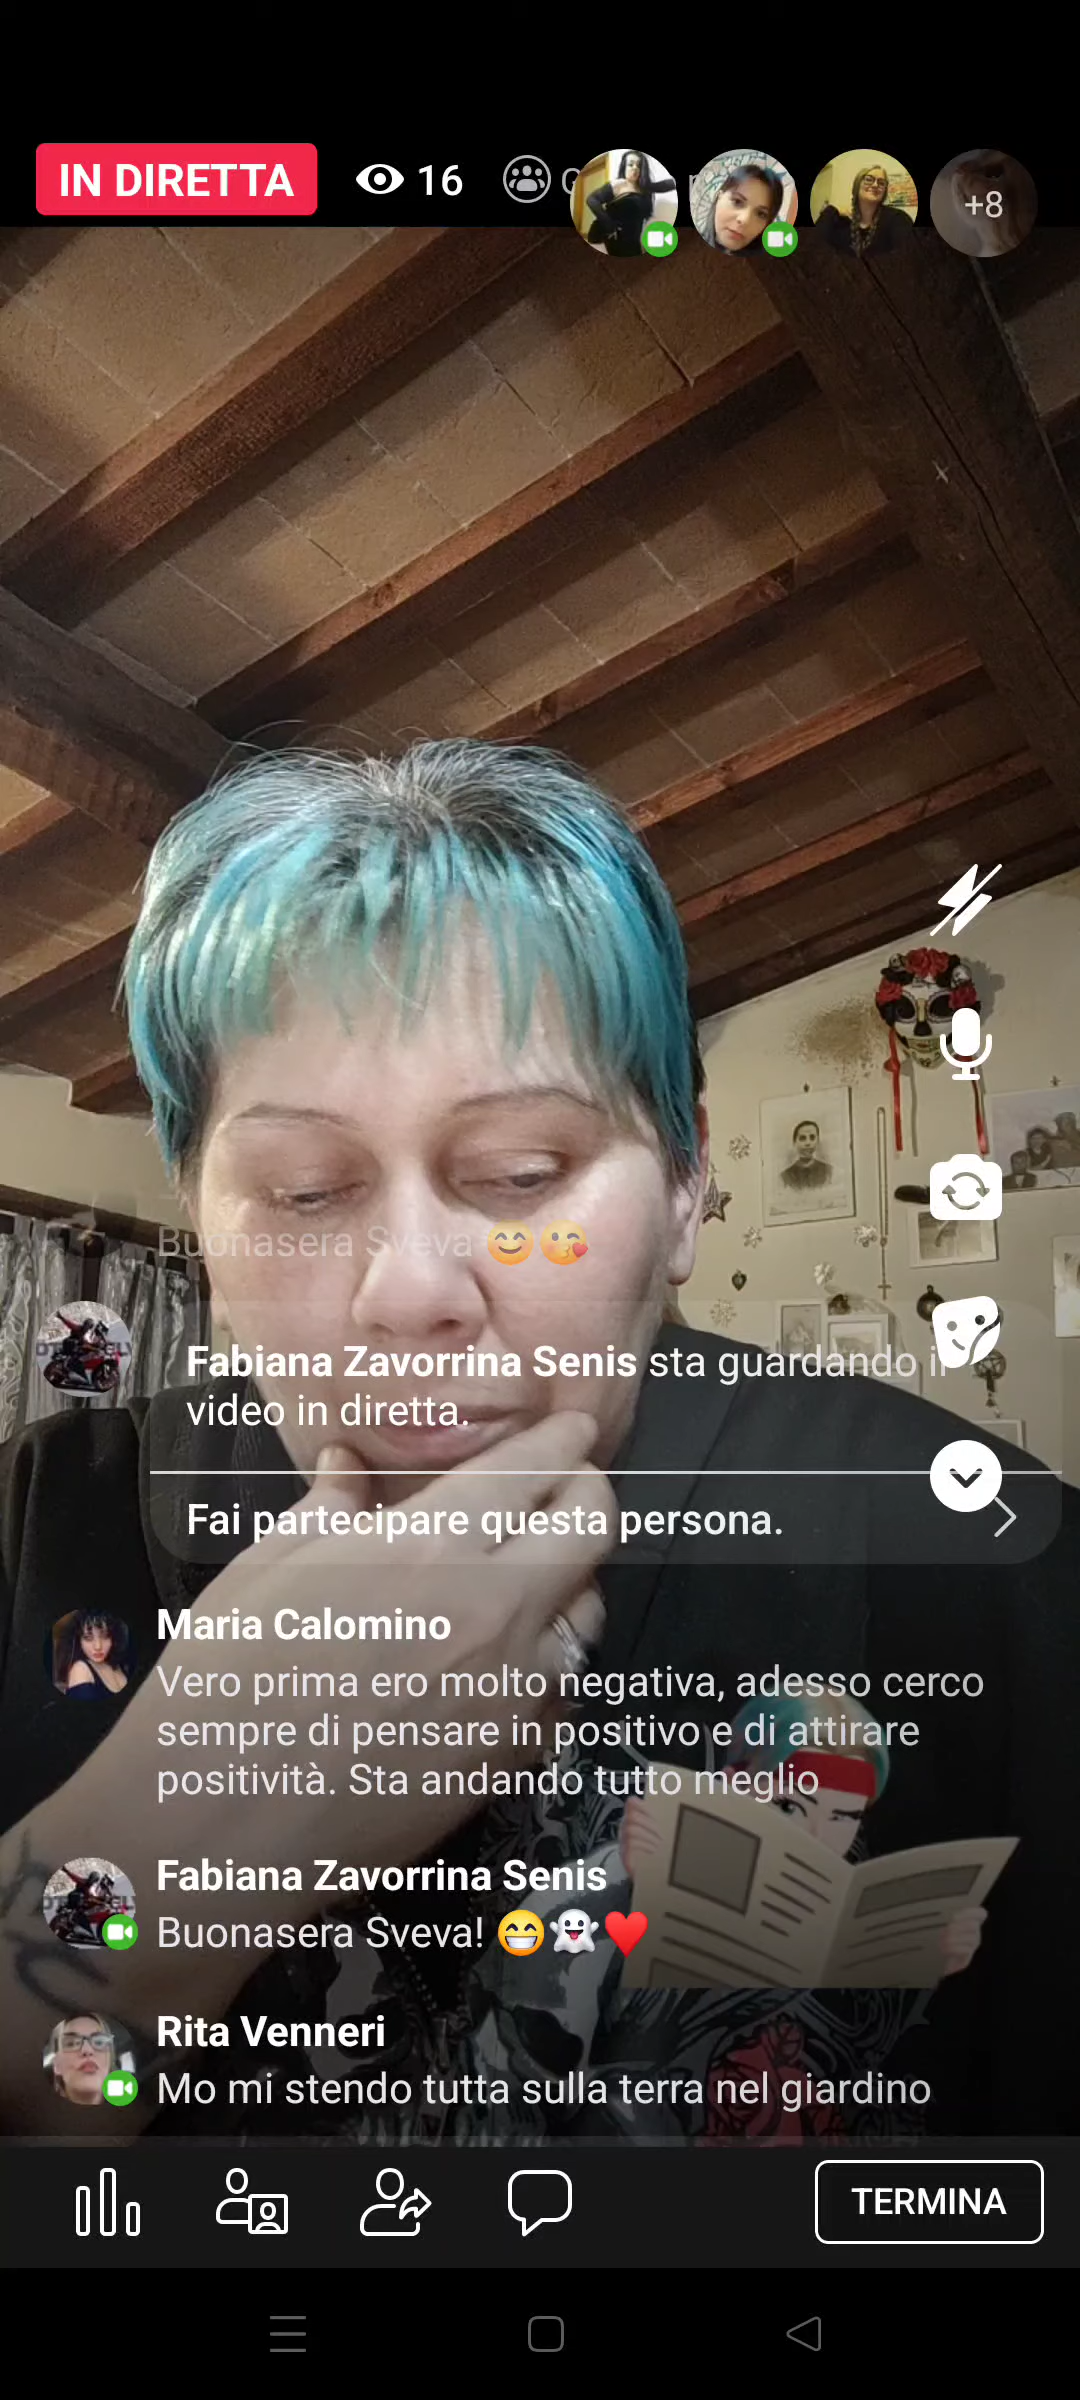 IN DIRETTA
16
+8
Buonasera Sveva 😊😘
Fabiana Zavorrina Senis sta guardando il
video in diretta.
Fai partecipare questa persona.
Maria Calomino
Vero prima ero molto negativa, adesso cerco
sempre di pensare in positivo e di attirare
positività. Sta andando tutto meglio
Fabiana Zavorrina Senis
Buonasera Sveva! 😁👻♥️
Rita Venneri
Mo mi stendo tutta sulla terra nel giardino
TERMINA